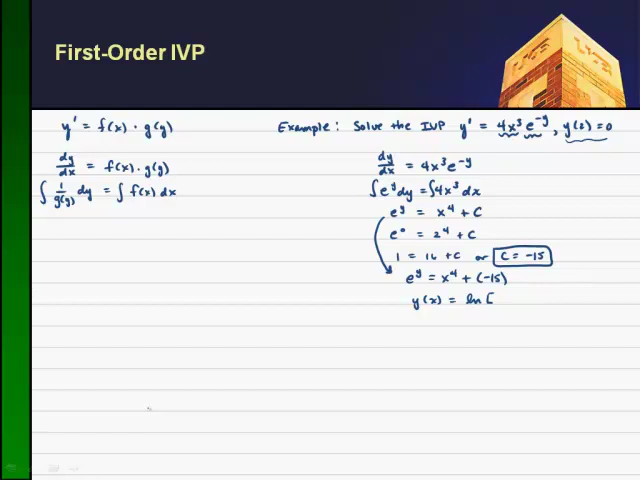 First-Order IVP
y' = f(x) · g(y)
dy/dx = f(x) · g(y)
∫ 1/g(y) dy = ∫ f(x) dx
Example: Solve the IVP y' = 4x³e^-y, y(2) = 0
dy/dx = 4x³e^-y
∫e^y dy = ∫4x³ dx
e^y = x⁴ + C
e⁰ = 2⁴ + C
1 = 16 + C or C = -15
e^y = x⁴ + (-15)
y(x) = ln [